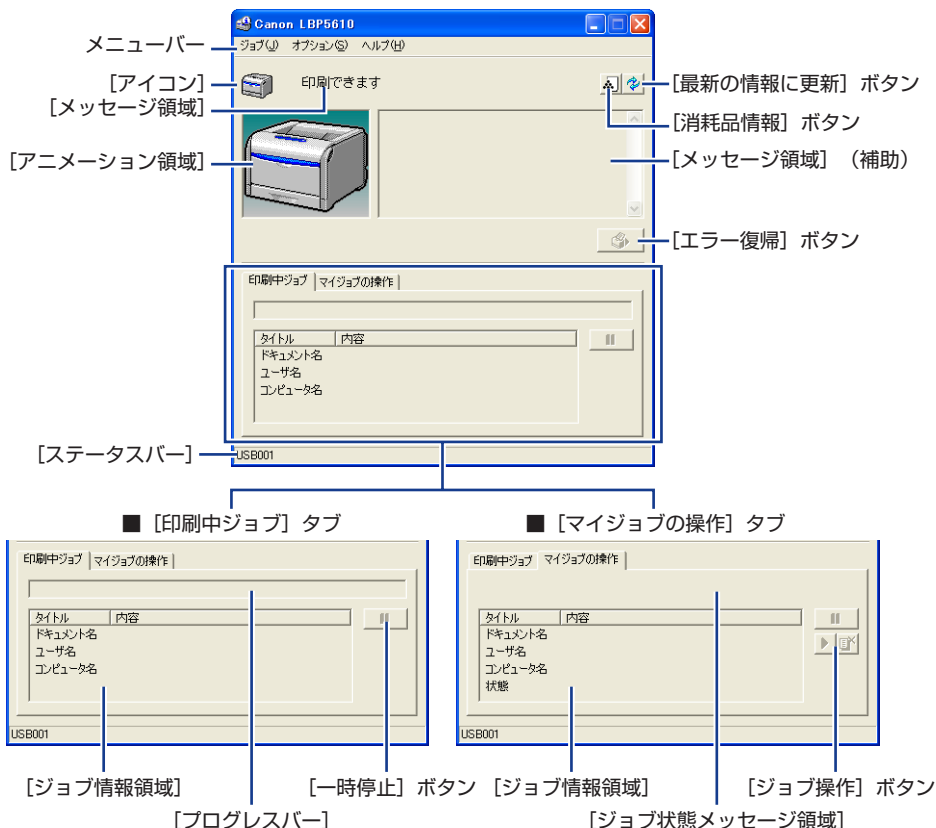 Canon LBP5610
メニューバー
ジョブ(J) オプション(S) ヘルプ(H)
[アイコン]
印刷できます
[最新の情報に更新] ボタン
[メッセージ領域]
[消耗品情報] ボタン
[アニメーション領域]
[メッセージ領域] (補助)
[エラー復帰] ボタン
印刷中ジョブ マイジョブの操作
タイトル 内容
ドキュメント名
ユーザ名
コンピュータ名
[ステータスバー]
USB001
■ [印刷中ジョブ] タブ
印刷中ジョブ マイジョブの操作
タイトル 内容
ドキュメント名
ユーザ名
コンピュータ名
USB001
[ジョブ情報領域]
[一時停止] ボタン
[プログレスバー]
■ [マイジョブの操作] タブ
印刷中ジョブ マイジョブの操作
タイトル 内容
ドキュメント名
ユーザ名
コンピュータ名
状態
USB001
[ジョブ情報領域]
[ジョブ操作] ボタン
[ジョブ状態メッセージ領域]